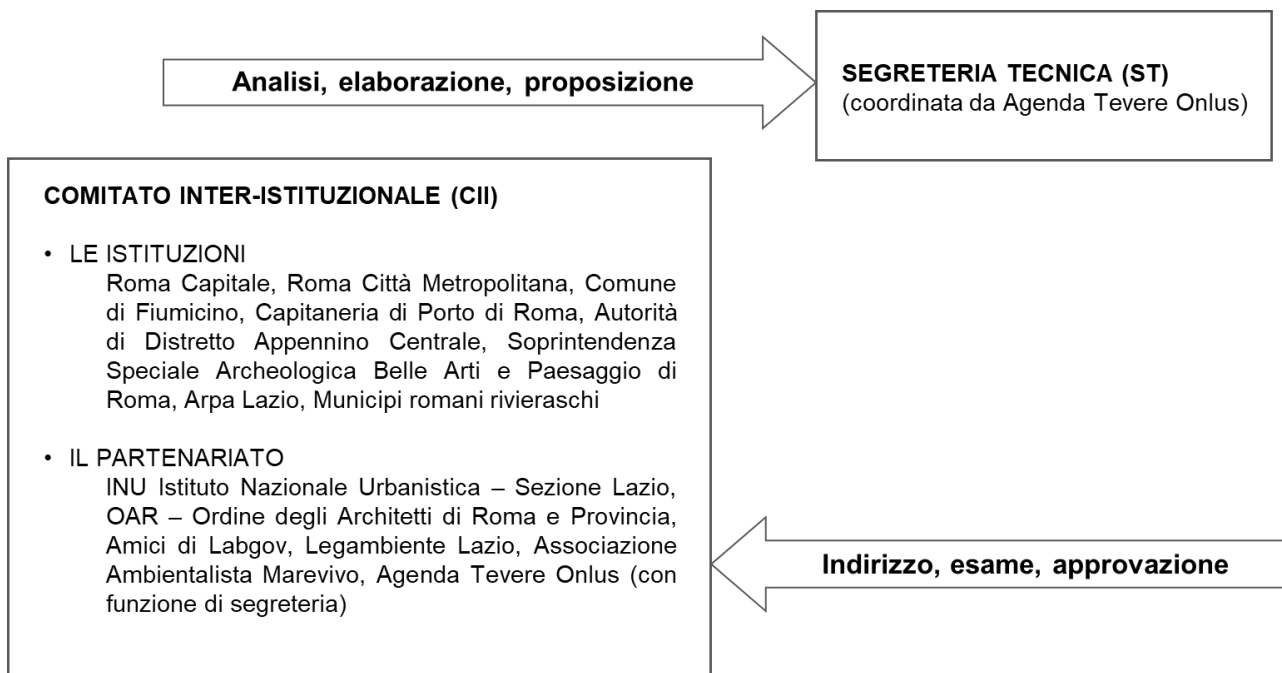 Analisi, elaborazione, proposizione
SEGRETERIA TECNICA (ST)
(coordinata da Agenda Tevere Onlus)
COMITATO INTER-ISTITUZIONALE (CII)
• LE ISTITUZIONI
Roma Capitale, Roma Città Metropolitana, Comune
di Fiumicino, Capitaneria di Porto di Roma, Autorità
di Distretto Appennino Centrale, Soprintendenza
Speciale Archeologica Belle Arti e Paesaggio di
Roma, Arpa Lazio, Municipi romani rivieraschi
• IL PARTENARIATO
INU Istituto Nazionale Urbanistica – Sezione Lazio,
OAR – Ordine degli Architetti di Roma e Provincia,
Amici di Labgov, Legambiente Lazio, Associazione
Ambientalista Marevivo, Agenda Tevere Onlus (con
funzione di segreteria)
Indirizzo, esame, approvazione